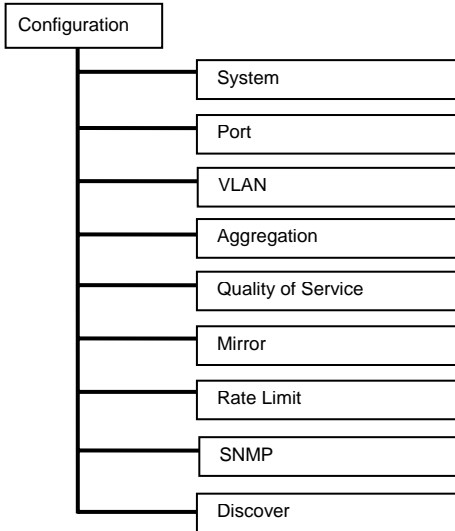 Configuration
System
Port
VLAN
Aggregation
Quality of Service
Mirror
Rate Limit
SNMP
Discover